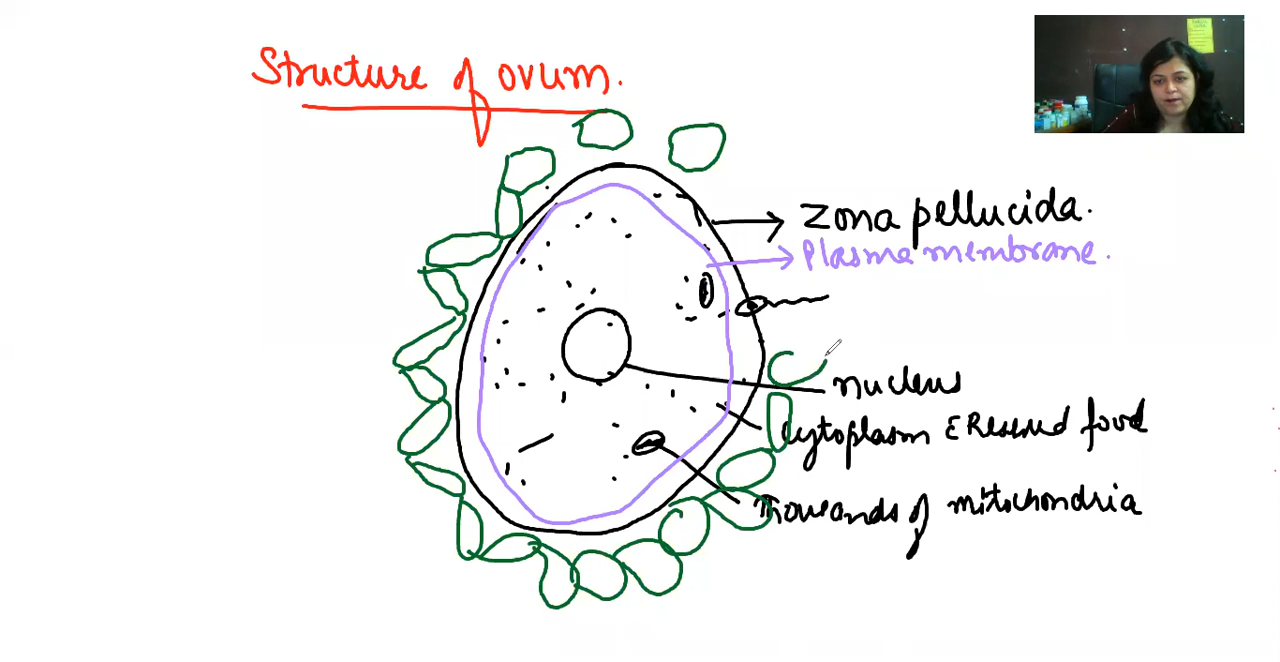 Structure of ovum.
Zona pellucida.
Plasma membrane.
nucleus
cytoplasm & Reserved food
Thousands of mitochondria